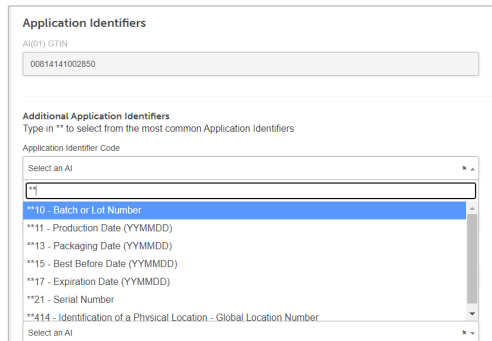 Application Identifiers
AI(01) GTIN
00814141002850
Additional Application Identifiers
Type in ** to select from the most common Application Identifiers
Application Identifier Code
Select an AI
**
**10 - Batch or Lot Number
**11 - Production Date (YYMMDD)
**13 - Packaging Date (YYMMDD)
**15 - Best Before Date (YYMMDD)
**17 - Expiration Date (YYMMDD)
**21 - Serial Number
**414 - Identification of a Physical Location - Global Location Number
Select an AI